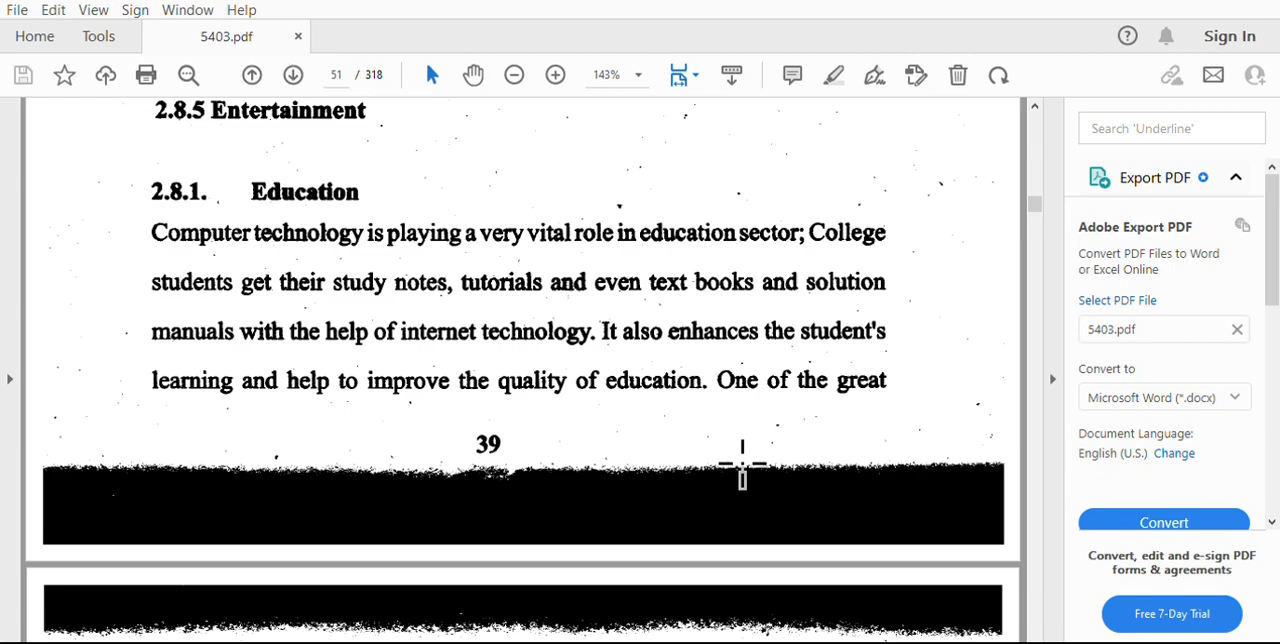 File Edit View Sign Window Help
Home Tools 5403.pdf × Sign In
51 / 318 143%
Search 'Underline'
2.8.5 Entertainment
2.8.1. Education
Computer technology is playing a very vital role in education sector; College
students get their study notes, tutorials and even text books and solution
manuals with the help of internet technology. It also enhances the student's
learning and help to improve the quality of education. One of the great
39
Export PDF
Adobe Export PDF
Convert PDF Files to Word
or Excel Online
Select PDF File
5403.pdf
Convert to
Microsoft Word (*.docx)
Document Language:
English (U.S.) Change
Convert
Convert, edit and e-sign PDF
forms & agreements
Free 7-Day Trial